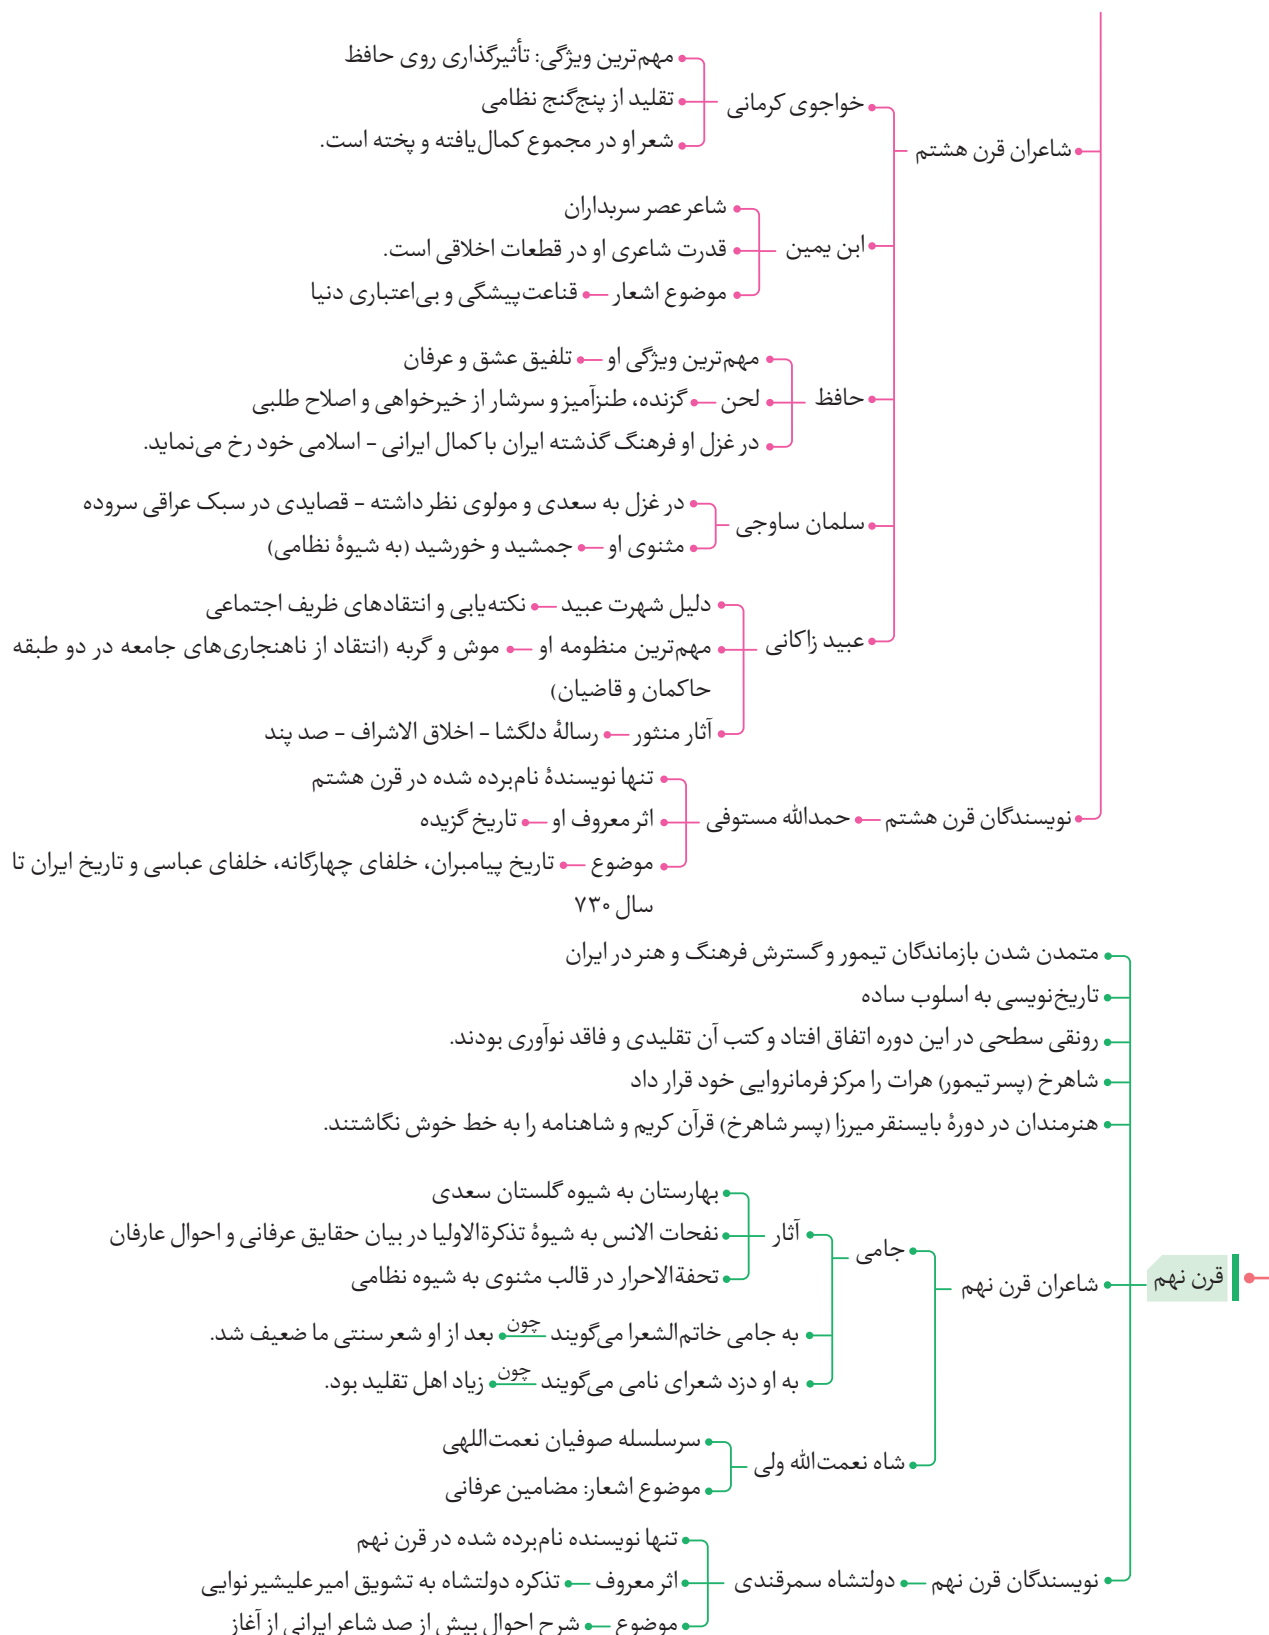 شاعران قرن هشتم
خواجوی کرمانی
مهم‌ترین ویژگی: تأثیرگذاری روی حافظ
تقلید از پنج‌گنج نظامی
شعر او در مجموع کمال‌یافته و پخته است.
ابن یمین
شاعر عصر سربداران
قدرت شاعری او در قطعات اخلاقی است.
موضوع اشعار قناعت‌پیشگی و بی‌اعتباری دنیا
حافظ
مهم‌ترین ویژگی او تلفیق عشق و عرفان
لحن گزنده، طنزآمیز و سرشار از خیرخواهی و اصلاح طلبی
در غزل او فرهنگ گذشته ایران با کمال ایرانی – اسلامی خود رخ می‌نماید.
سلمان ساوجی
در غزل به سعدی و مولوی نظر داشته – قصایدی در سبک عراقی سروده
مثنوی او جمشید و خورشید (به شیوهٔ نظامی)
عبید زاکانی
دلیل شهرت عبید نکته‌یابی و انتقادهای ظریف اجتماعی
مهم‌ترین منظومه او موش و گربه (انتقاد از ناهنجاری‌های جامعه در دو طبقه
حاکمان و قاضیان)
آثار منثور رسالهٔ دلگشا – اخلاق الاشراف – صد پند
نویسندگان قرن هشتم حمدالله مستوفی
تنها نویسندهٔ نام‌برده شده در قرن هشتم
اثر معروف او تاریخ گزیده
موضوع تاریخ پیامبران، خلفای چهارگانه، خلفای عباسی و تاریخ ایران تا
سال ۷۳۰
قرن نهم
متمدن شدن بازماندگان تیمور و گسترش فرهنگ و هنر در ایران
تاریخ‌نویسی به اسلوب ساده
رونقی سطحی در این دوره اتفاق افتاد و کتب آن تقلیدی و فاقد نوآوری بودند.
شاهرخ (پسر تیمور) هرات را مرکز فرمانروایی خود قرار داد
هنرمندان در دورهٔ بایسنقر میرزا (پسر شاهرخ) قرآن کریم و شاهنامه را به خط خوش نگاشتند.
شاعران قرن نهم
جامی
آثار
بهارستان به شیوه گلستان سعدی
نفحات الانس به شیوهٔ تذکرةالاولیا در بیان حقایق عرفانی و احوال عارفان
تحفةالاحرار در قالب مثنوی به شیوه نظامی
به جامی خاتم‌الشعرا می‌گویند چون بعد از او شعر سنتی ما ضعیف شد.
به او دزد شعرای نامی می‌گویند چون زیاد اهل تقلید بود.
شاه نعمت‌الله ولی
سرسلسله صوفیان نعمت‌اللهی
موضوع اشعار: مضامین عرفانی
نویسندگان قرن نهم دولتشاه سمرقندی
تنها نویسنده نام‌برده شده در قرن نهم
اثر معروف تذکره دولتشاه به تشویق امیر علیشیر نوایی
موضوع شرح احوال بیش از صد شاعر ایرانی از آغاز